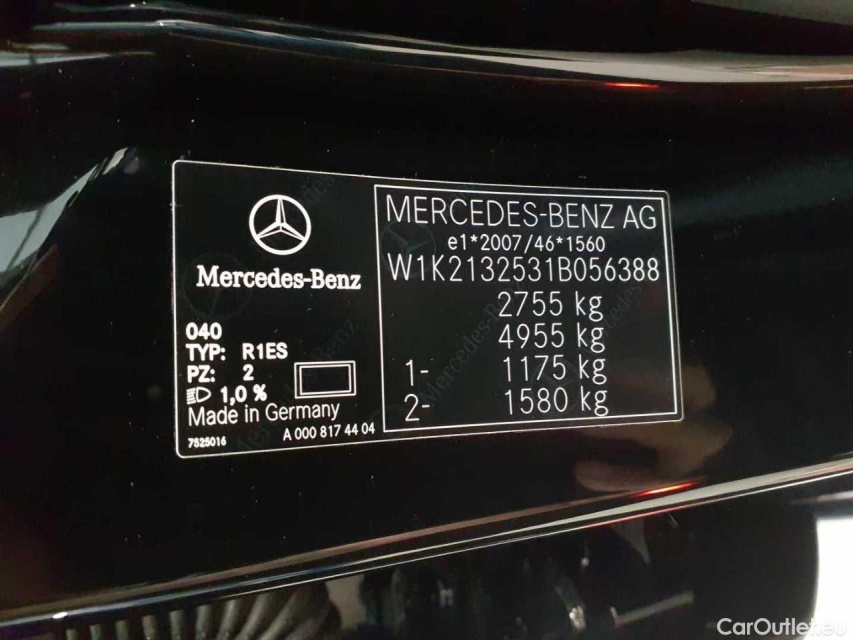 Mercedes-Benz
040
TYP: R1ES
PZ: 2
1,0 %
Made in Germany
7525016 A 000 817 44 04
MERCEDES-BENZ AG
e1*2007/46*1560
W1K2132531B056388
2755 kg
4955 kg
1- 1175 kg
2- 1580 kg
CarOutlet.eu